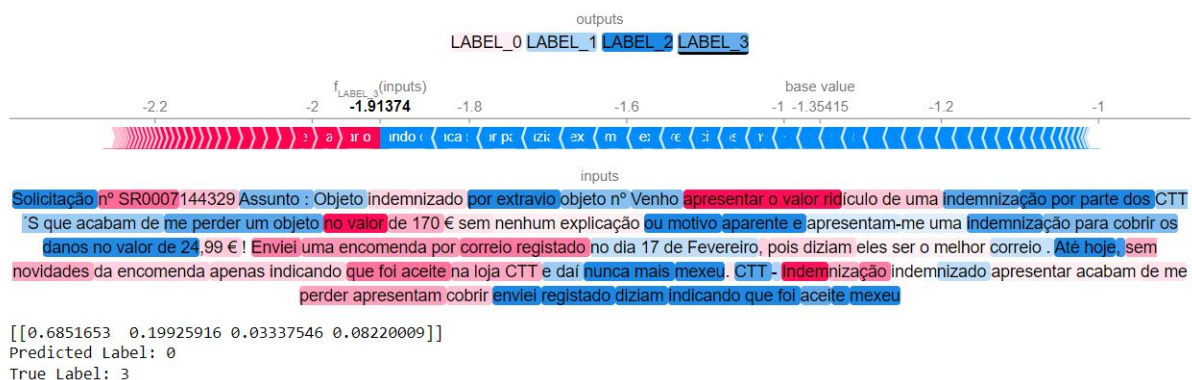 outputs
LABEL_0 LABEL_1 LABEL_2 LABEL_3
fLABEL_3(inputs) base value
-2.2 -2 -1.91374 -1.8 -1.6 -1 -1.35415 -1.2 -1
inputs
Solicitação nº SR0007144329 Assunto : Objeto indemnizado por extravio objeto nº Venho apresentar o valor ridículo de uma indemnização por parte dos CTT
´S que acabam de me perder um objeto no valor de 170 € sem nenhum explicação ou motivo aparente e apresentam-me uma indemnização para cobrir os
danos no valor de 24,99 € ! Enviei uma encomenda por correio registado no dia 17 de Fevereiro, pois diziam eles ser o melhor correio . Até hoje, sem
novidades da encomenda apenas indicando que foi aceite na loja CTT e daí nunca mais mexeu. CTT - Indemnização indemnizado apresentar acabam de me
perder apresentam cobrir enviei registado diziam indicando que foi aceite mexeu
[[0.6851653 0.19925916 0.03337546 0.08220009]]
Predicted Label: 0
True Label: 3